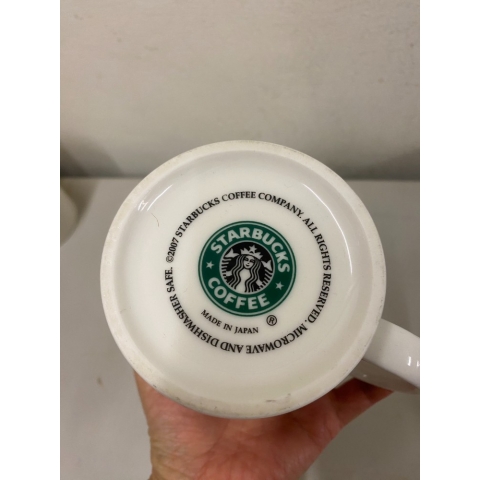 ©2007 STARBUCKS COFFEE COMPANY. ALL RIGHTS RESERVED. MICROWAVE AND DISHWASHER SAFE.
STARBUCKS
COFFEE
®
MADE IN JAPAN